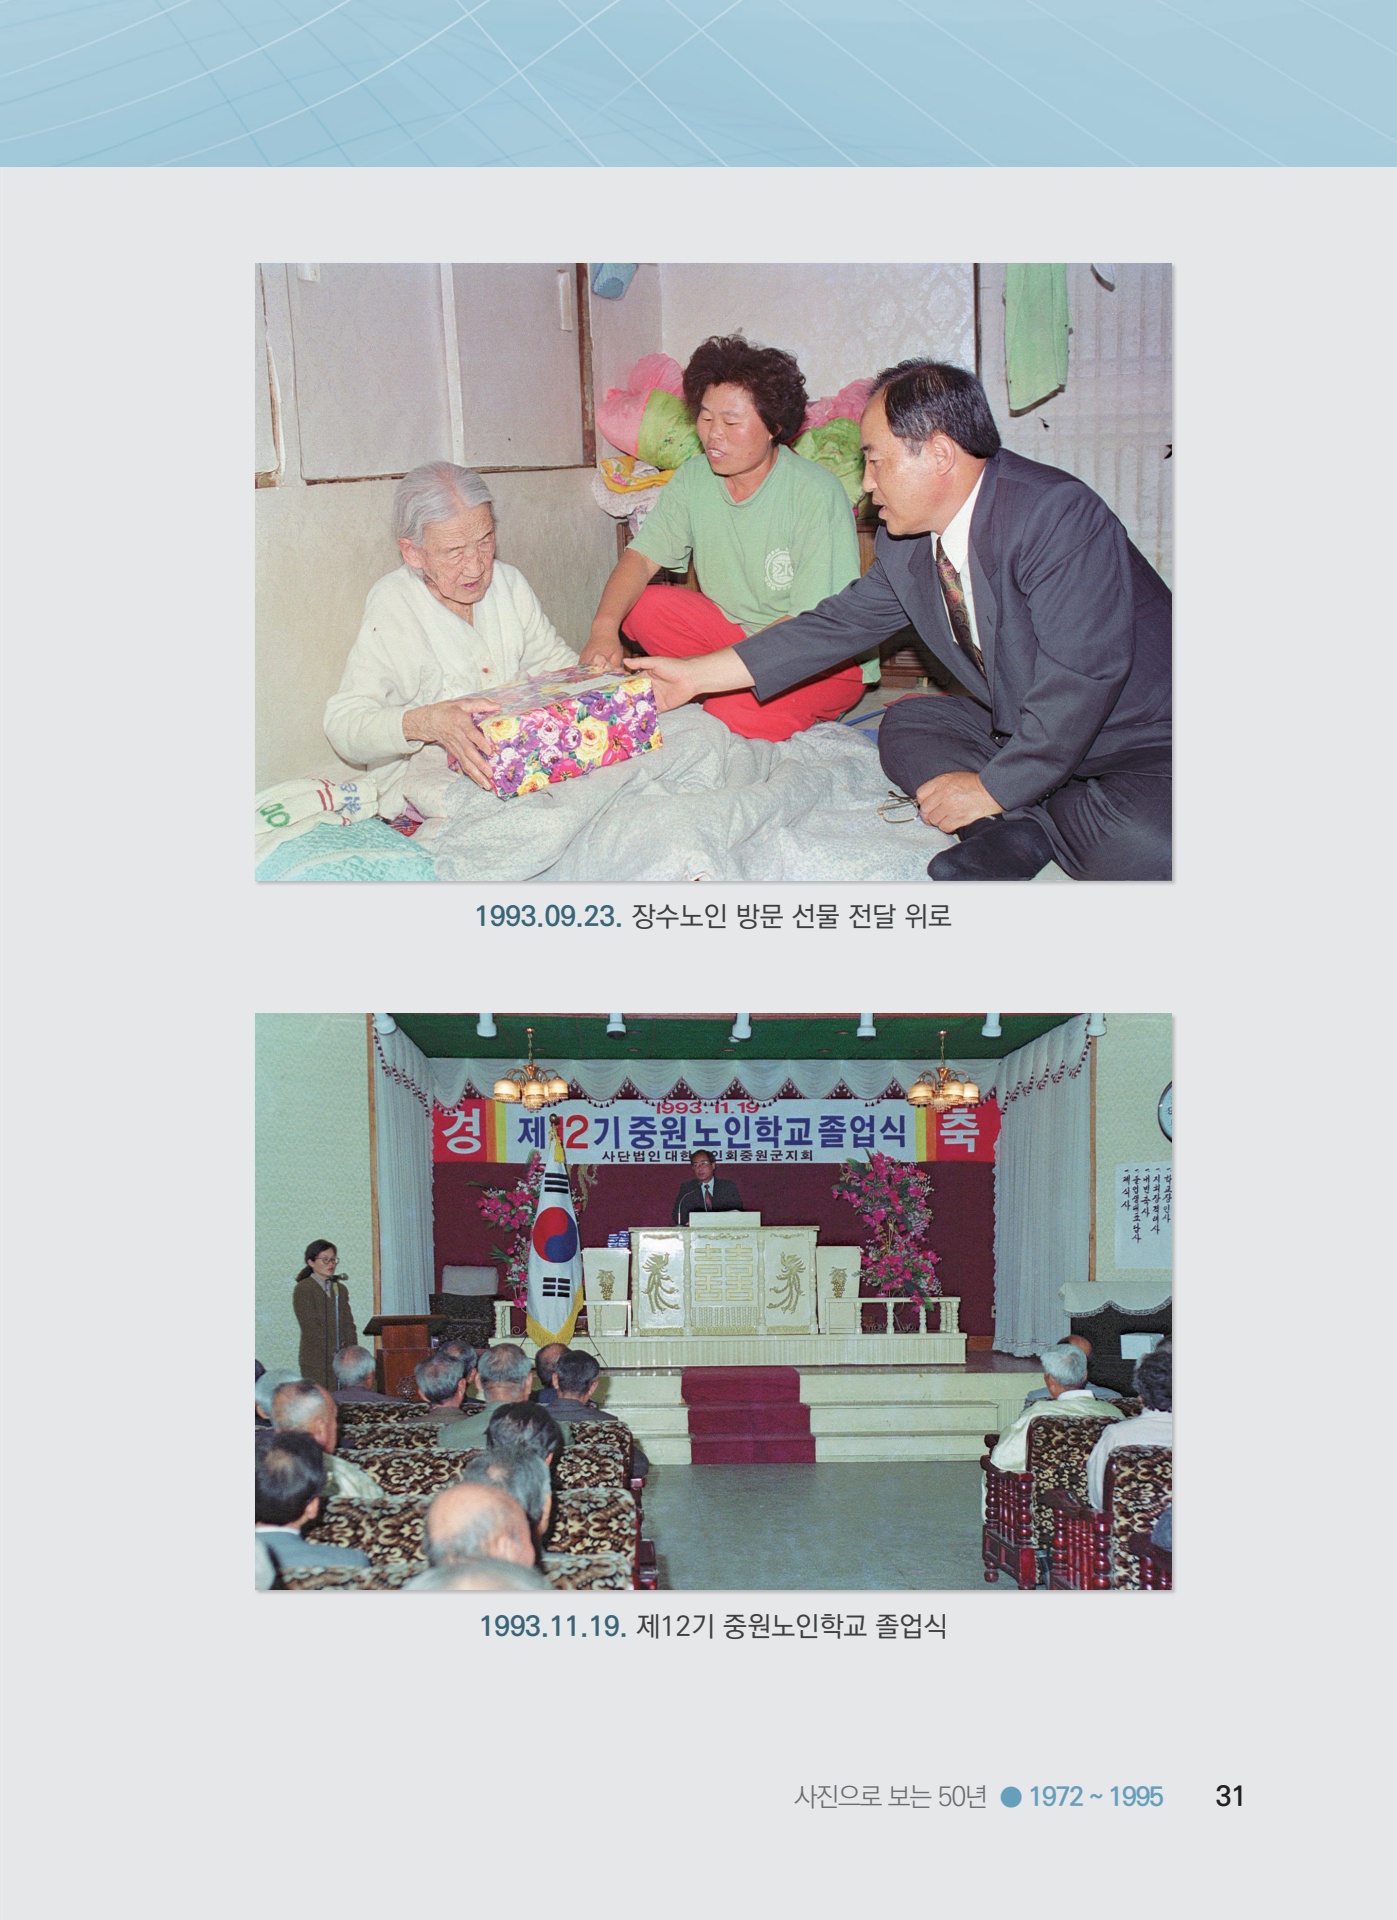 1993.09.23. 장수노인 방문 선물 전달 위로
1993.11.19
경 제12기 중원노인학교 졸업식 축
사단법인 대한 인회중원군지회
1993.11.19. 제12기 중원노인학교 졸업식
사진으로 보는 50년 ● 1972 ~ 1995 31